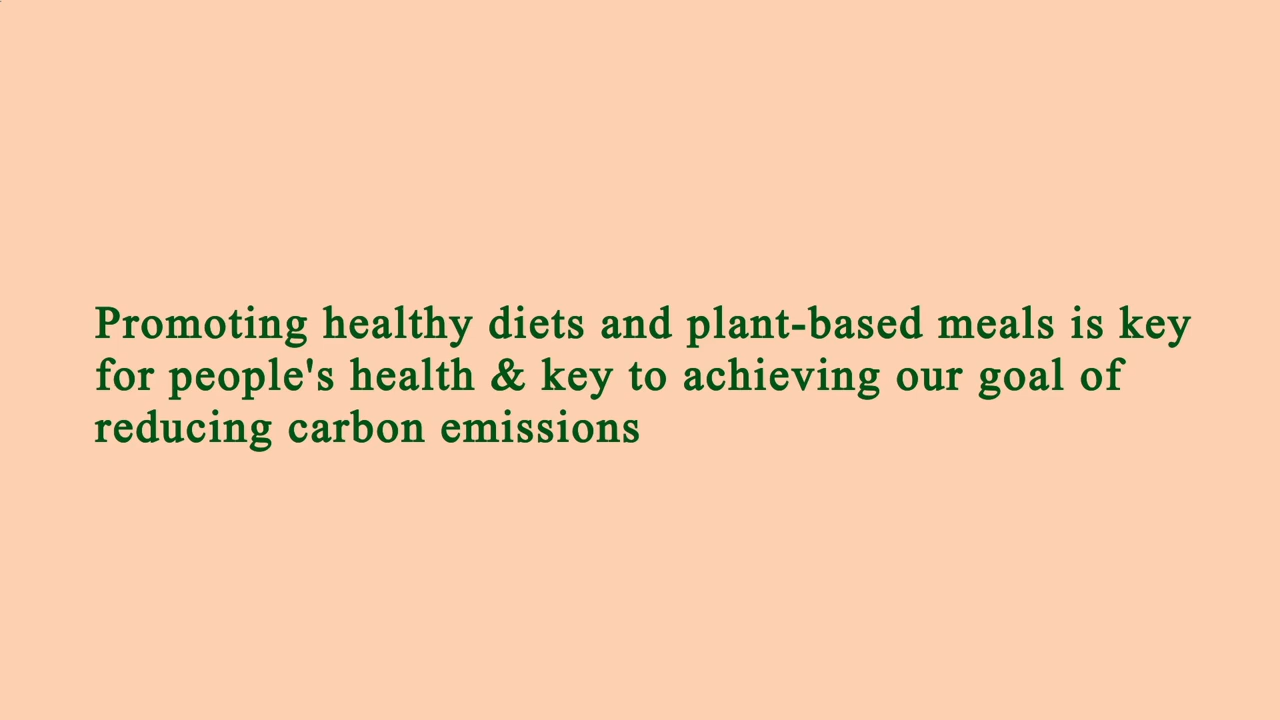 Promoting healthy diets and plant-based meals is key
for people's health & key to achieving our goal of
reducing carbon emissions